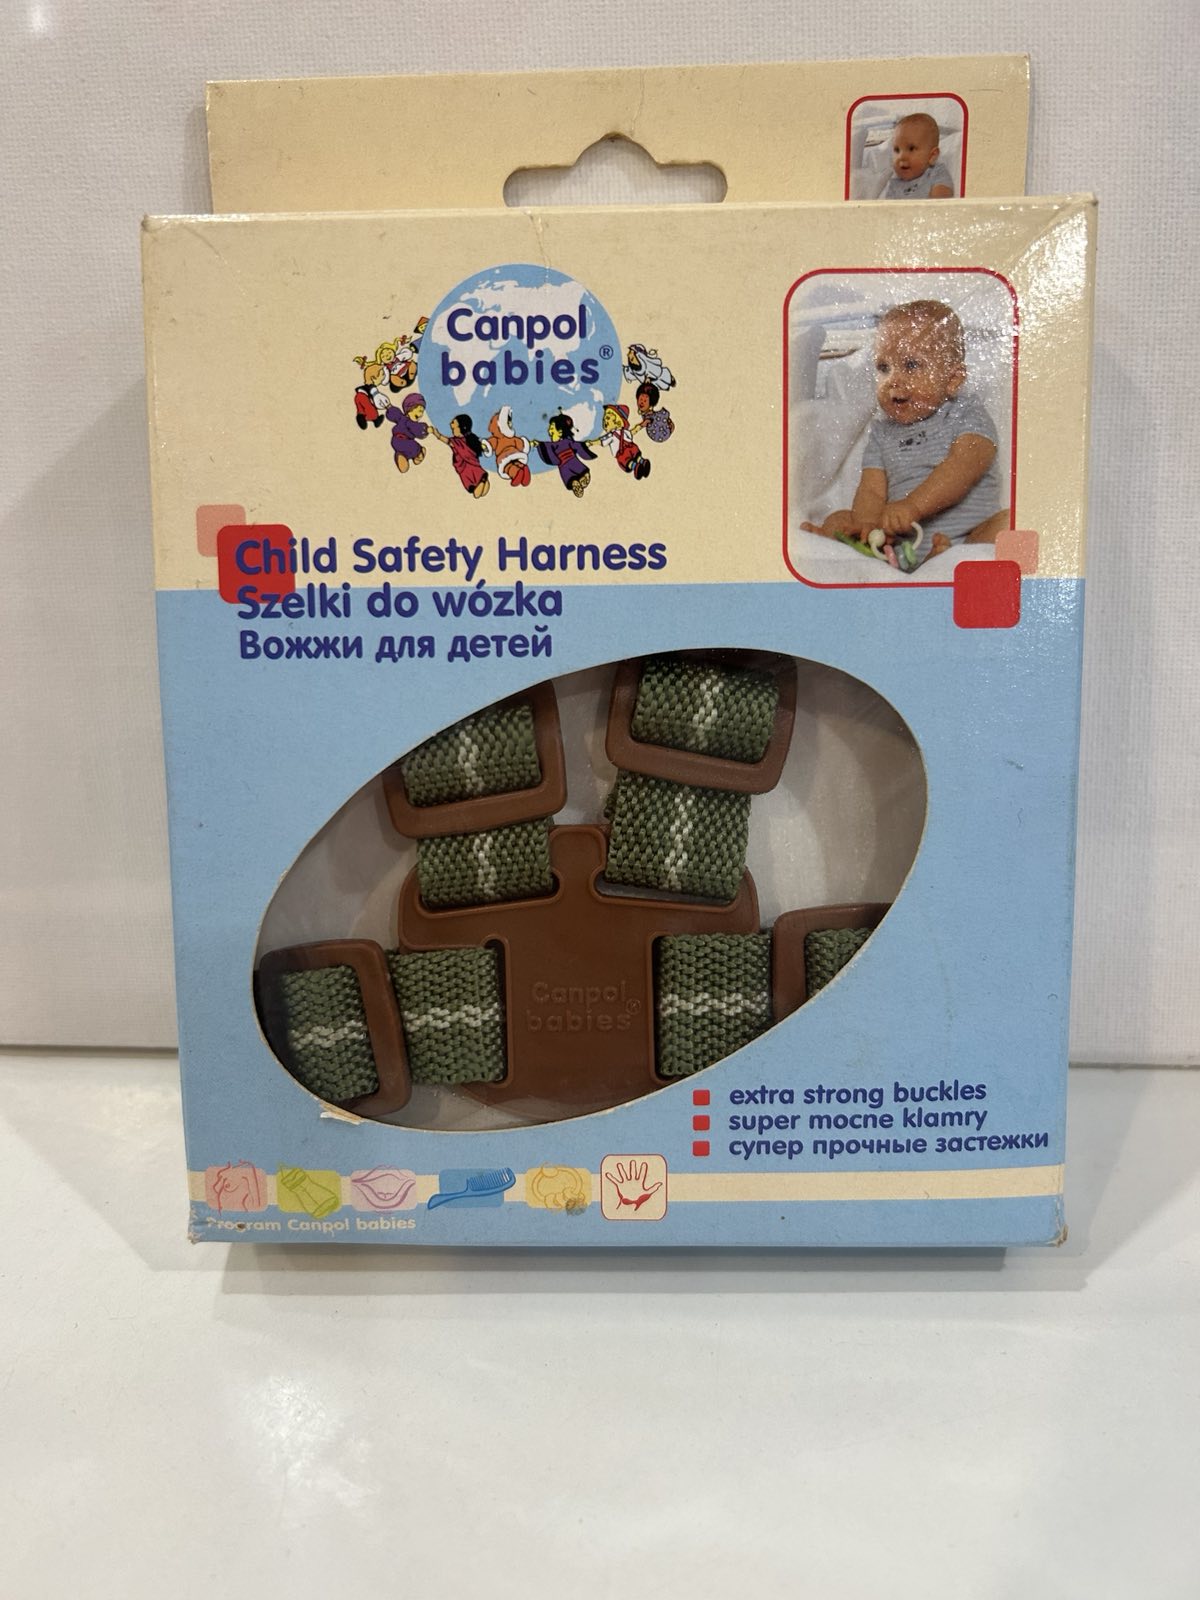 Canpol
babies®
Child Safety Harness
Szelki do wózka
Вожжи для детей
Canpol
babies®
extra strong buckles
super mocne klamry
супер прочные застежки
Program Canpol babies